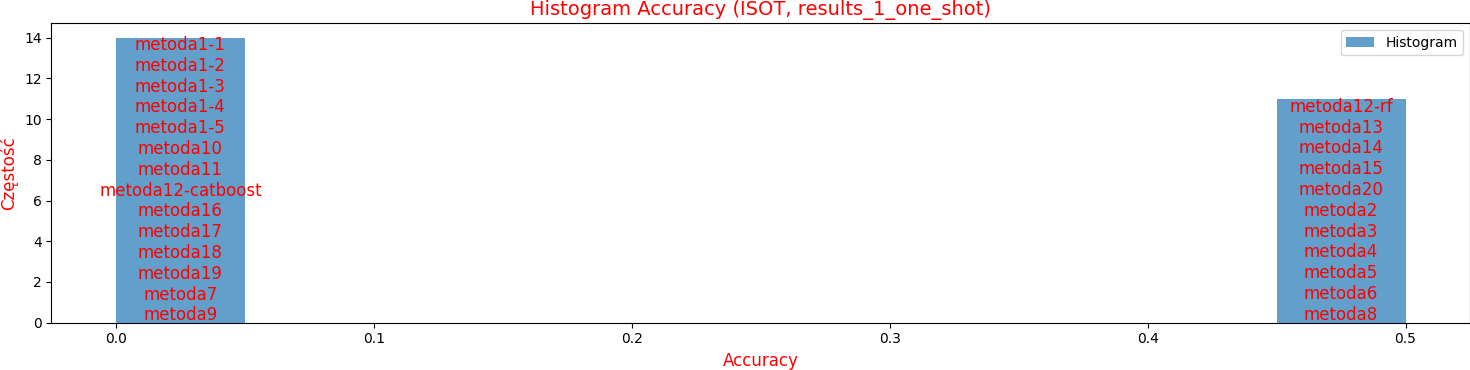 Histogram Accuracy (ISOT, results_1_one_shot)
Histogram
Częstość
14
12
10
8
6
4
2
0
metoda1-1
metoda1-2
metoda1-3
metoda1-4
metoda1-5
metoda10
metoda11
metoda12-catboost
metoda16
metoda17
metoda18
metoda19
metoda7
metoda9
metoda12-rf
metoda13
metoda14
metoda15
metoda20
metoda2
metoda3
metoda4
metoda5
metoda6
metoda8
0.0 0.1 0.2 0.3 0.4 0.5
Accuracy